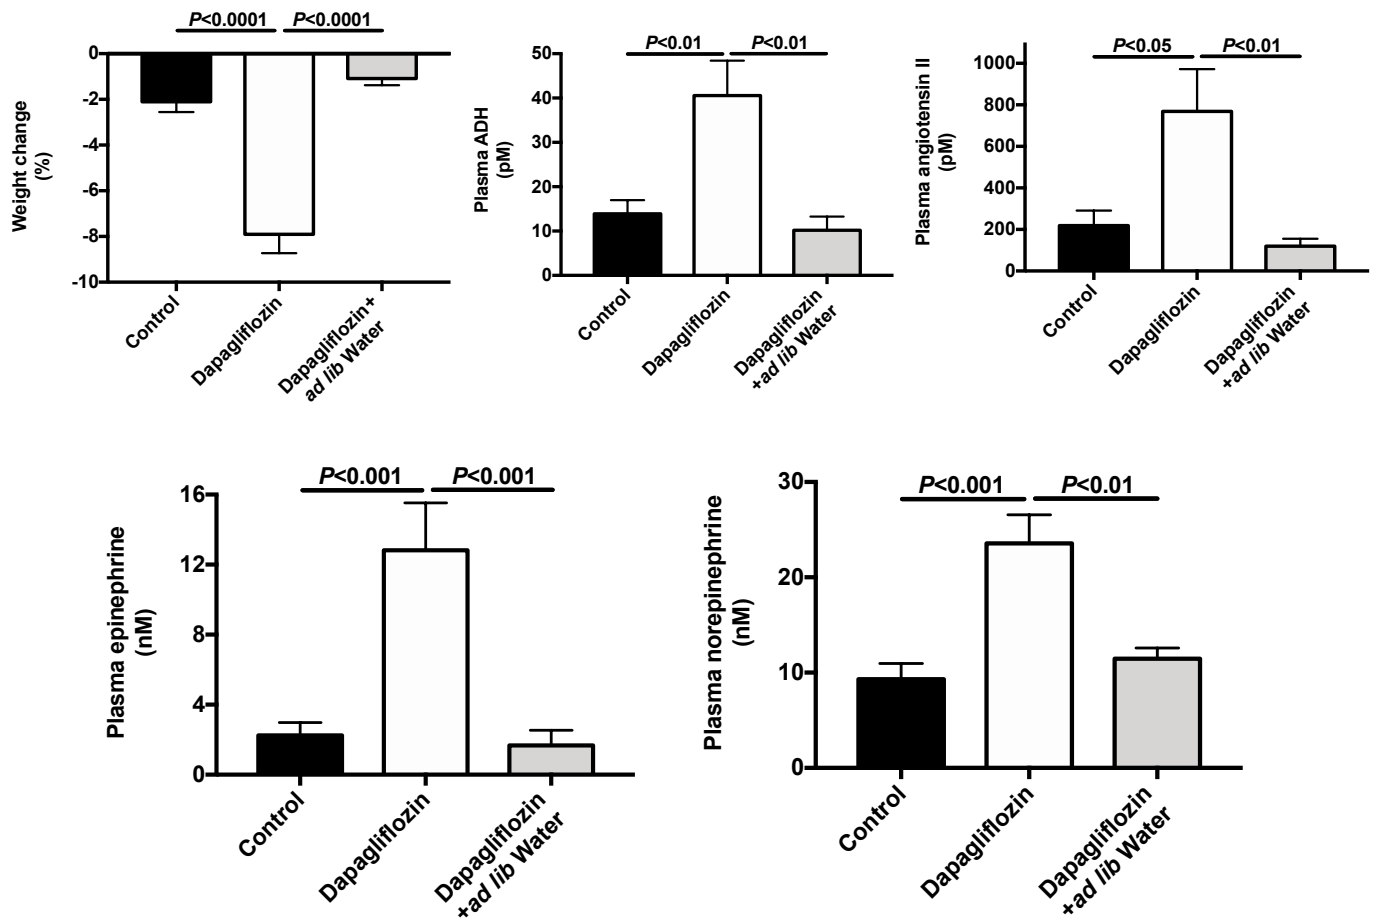 P<0.0001 P<0.0001
Weight change
(%)
0
-2
-4
-6
-8
-10
Control
Dapagliflozin
Dapagliflozin+
ad lib Water
P<0.01 P<0.01
Plasma ADH
(pM)
50
40
30
20
10
0
Control
Dapagliflozin
Dapagliflozin
+ad lib Water
P<0.05 P<0.01
Plasma angiotensin II
(pM)
1000
800
600
400
200
0
Control
Dapagliflozin
Dapagliflozin
+ad lib Water
P<0.001 P<0.001
Plasma epinephrine
(nM)
16
12
8
4
0
Control
Dapagliflozin
Dapagliflozin
+ad lib Water
P<0.001 P<0.01
Plasma norepinephrine
(nM)
30
20
10
0
Control
Dapagliflozin
Dapagliflozin
+ad lib Water